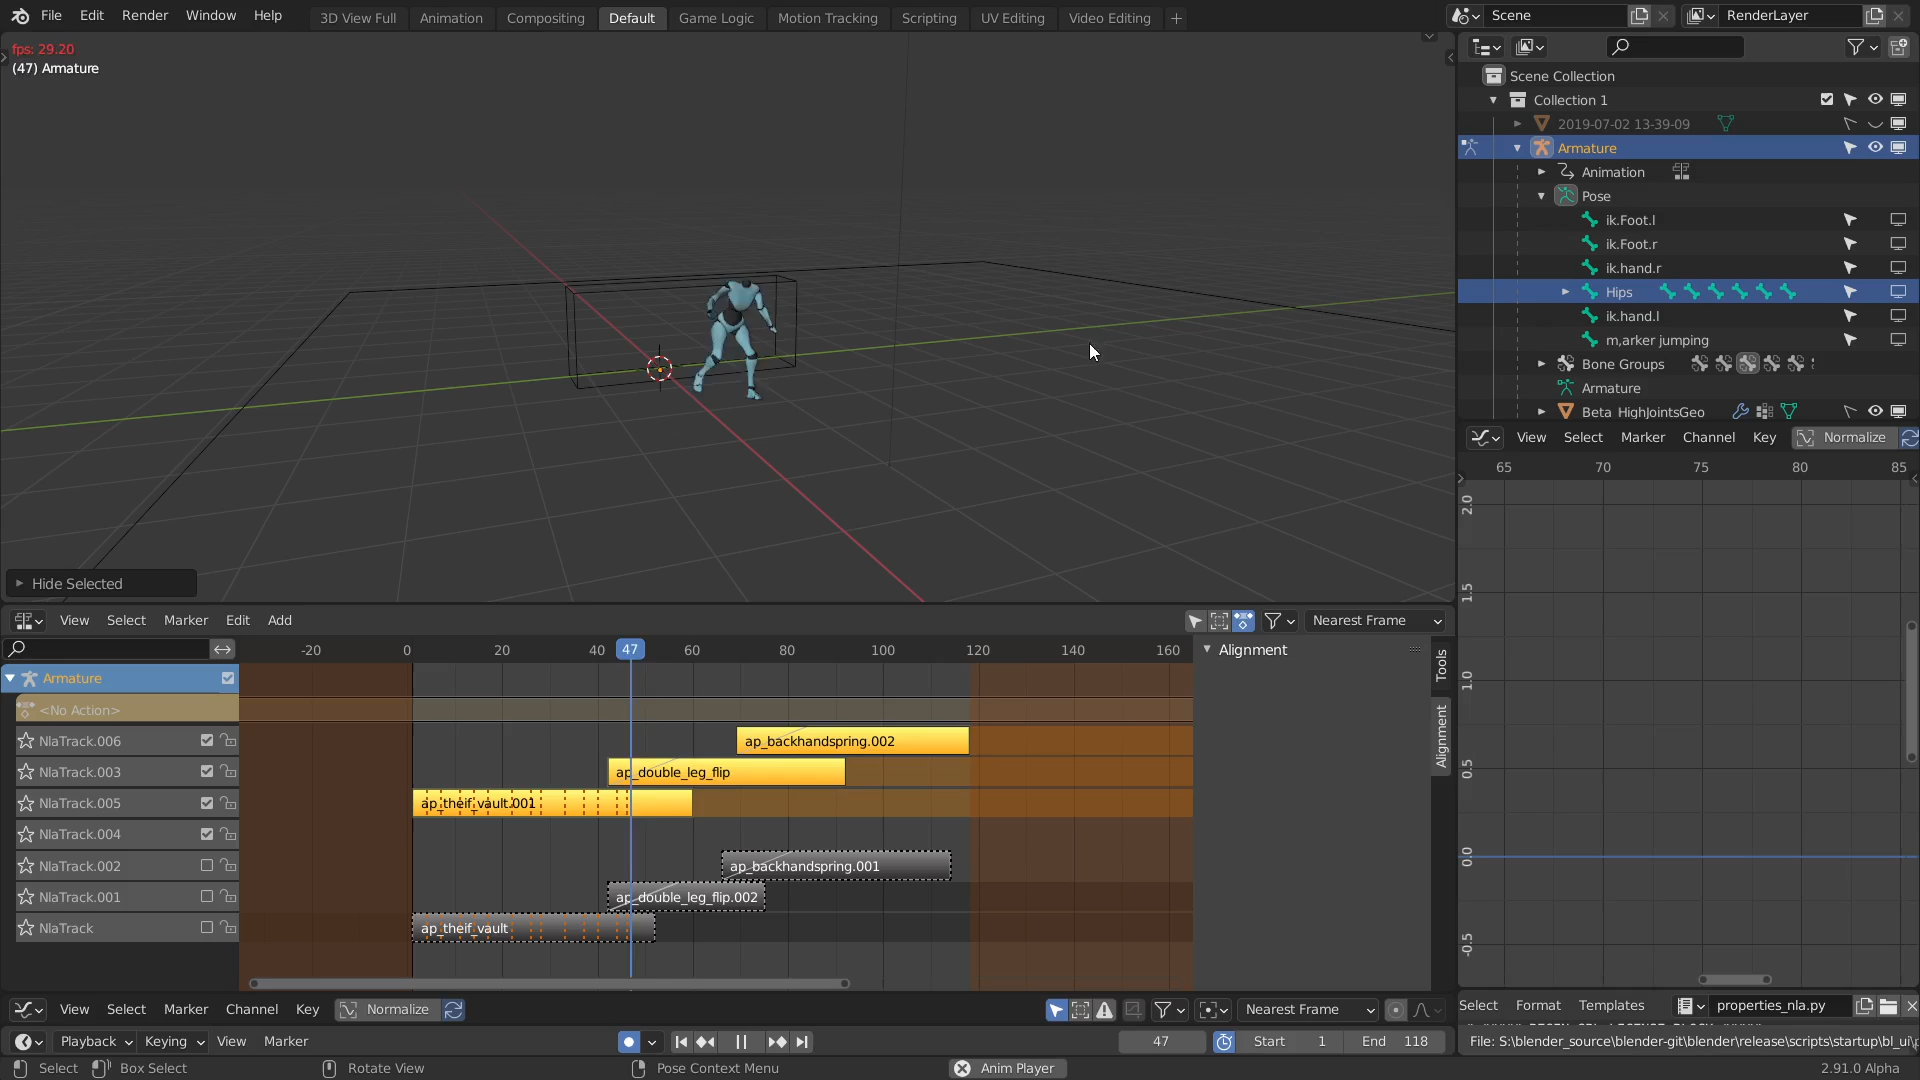 File Edit Render Window Help 3D View Full Animation Compositing Default Game Logic Motion Tracking Scripting UV Editing Video Editing Scene RenderLayer
fps: 29.20
(47) Armature
Scene Collection
Collection 1
2019-07-02 13-39-09
Armature
Animation
Pose
ik.Foot.l
ik.Foot.r
ik.hand.r
Hips
ik.hand.l
m,arker jumping
Bone Groups
Armature
Beta_HighJointsGeo
View Select Marker Channel Key Normalize
65 70 75 80 85
2.0
1.5
1.0
0.5
0.0
-0.5
Hide Selected
View Select Marker Edit Add Nearest Frame
-20 0 20 40 47 60 80 100 120 140 160
Alignment
Tools
Alignment
Armature
<No Action>
NlaTrack.006 ap_backhandspring.002
NlaTrack.003 ap_double_leg_flip
NlaTrack.005 ap_theif_vault.001
NlaTrack.004
NlaTrack.002 ap_backhandspring.001
NlaTrack.001 ap_double_leg_flip.002
NlaTrack ap_theif_vault
View Select Marker Channel Key Normalize Nearest Frame
Select Format Templates properties_nla.py
Playback Keying View Marker 47 Start 1 End 118
File: S:\blender_source\blender-git\blender\release\scripts\startup\bl_ui\
Select Box Select Rotate View Pose Context Menu Anim Player 2.91.0 Alpha